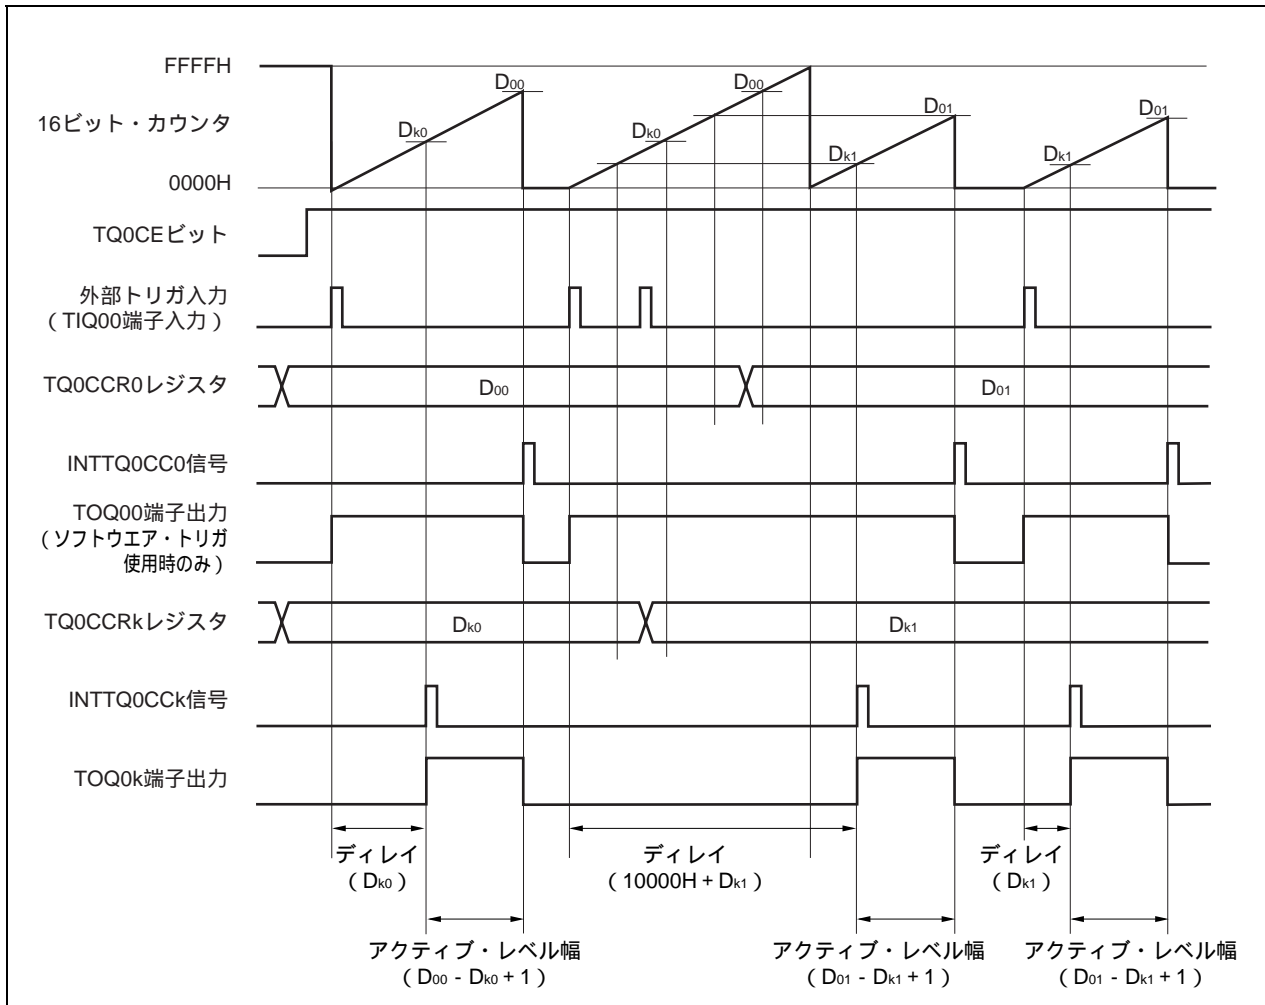 FFFFH
16ビット・カウンタ
0000H
D00
Dk0
D00
Dk0
D01
Dk1
D01
Dk1
TQ0CEビット
外部トリガ入力
（TIQ00端子入力）
TQ0CCR0レジスタ
D00
D01
INTTQ0CC0信号
TOQ00端子出力
（ソフトウエア・トリガ
使用時のみ）
TQ0CCRkレジスタ
Dk0
Dk1
INTTQ0CCk信号
TOQ0k端子出力
ディレイ
（Dk0）
ディレイ
（10000H + Dk1）
ディレイ
（Dk1）
アクティブ・レベル幅
（D00 - Dk0 + 1）
アクティブ・レベル幅
（D01 - Dk1 + 1）
アクティブ・レベル幅
（D01 - Dk1 + 1）